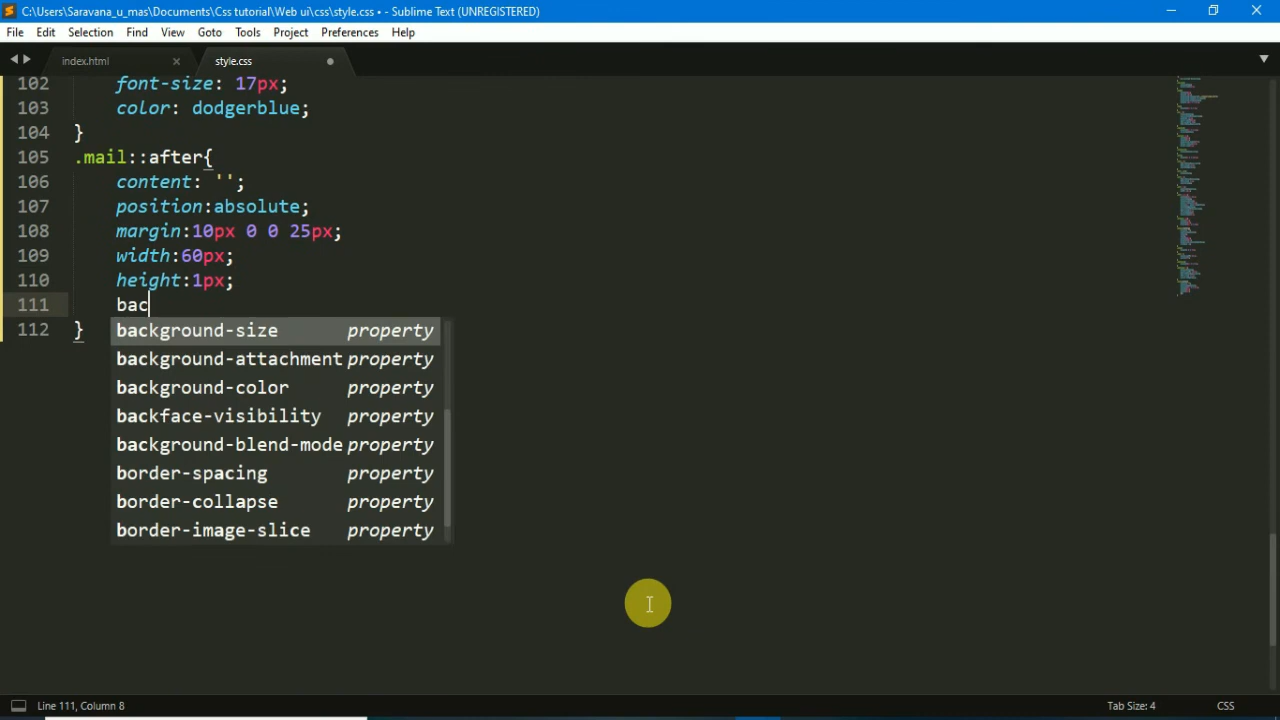 C:\Users\Saravana_u_mas\Documents\Css tutorial\Web ui\css\style.css • - Sublime Text (UNREGISTERED)
File Edit Selection Find View Goto Tools Project Preferences Help
index.html × style.css
102 font-size: 17px;
103 color: dodgerblue;
104 }
105 .mail::after{
106 content: '';
107 position:absolute;
108 margin:10px 0 0 25px;
109 width:60px;
110 height:1px;
111 bac
112 }
background-size property
background-attachment property
background-color property
backface-visibility property
background-blend-mode property
border-spacing property
border-collapse property
border-image-slice property
Line 111, Column 8 Tab Size: 4 CSS